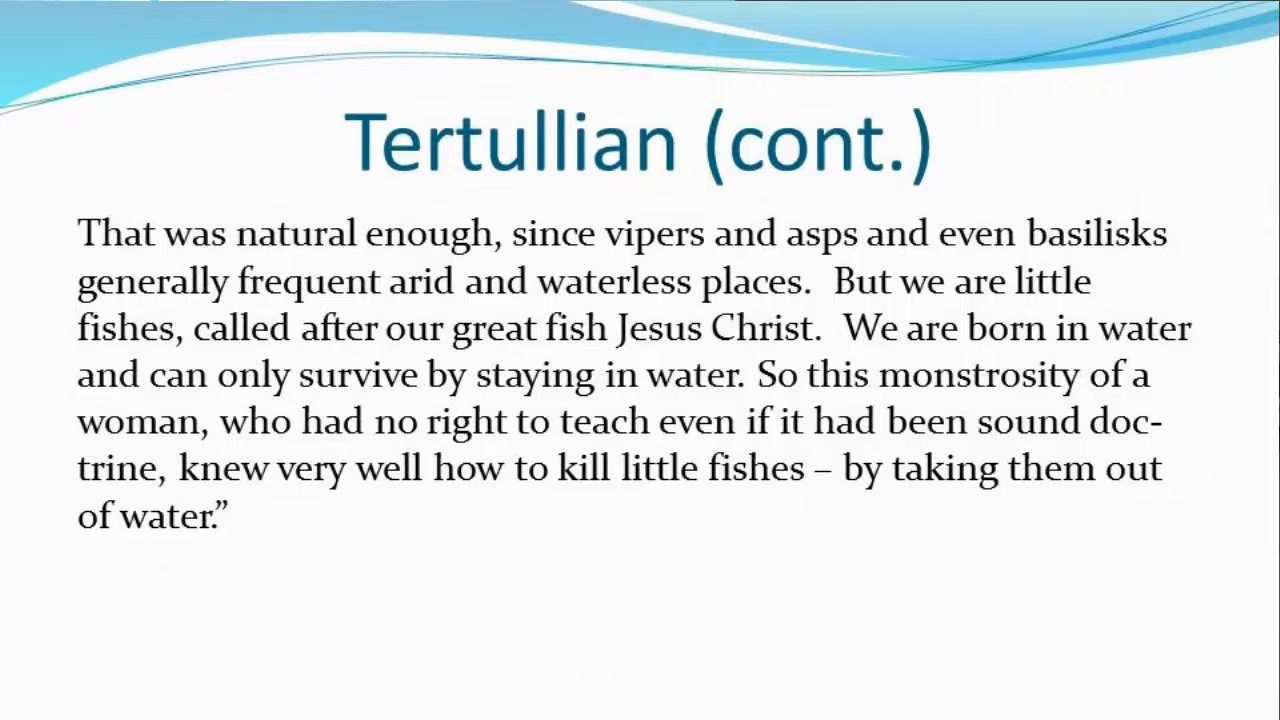 Tertullian (cont.)
That was natural enough, since vipers and asps and even basilisks
generally frequent arid and waterless places.  But we are little
fishes, called after our great fish Jesus Christ.  We are born in water
and can only survive by staying in water. So this monstrosity of a
woman, who had no right to teach even if it had been sound doc-
trine, knew very well how to kill little fishes – by taking them out
of water.”